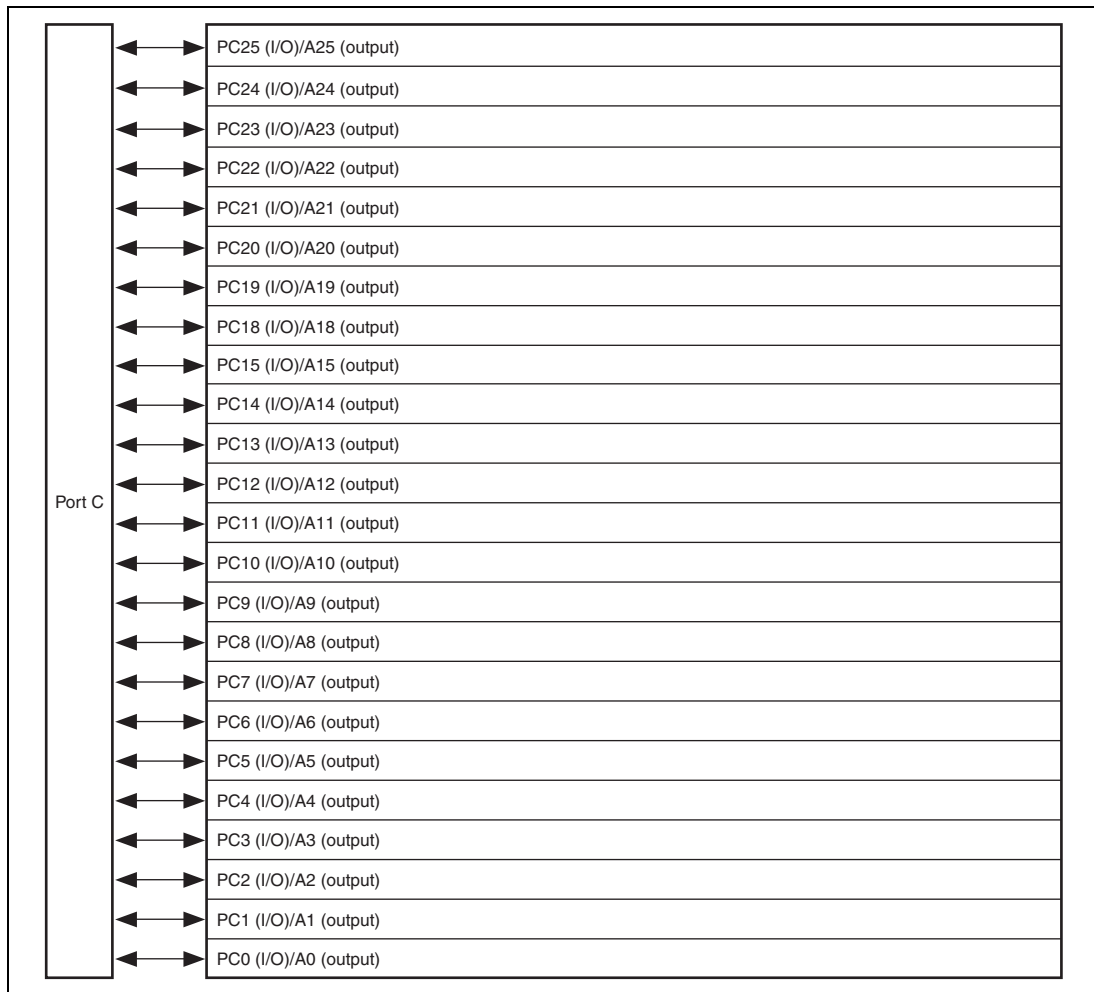 PC25 (I/O)/A25 (output)
PC24 (I/O)/A24 (output)
PC23 (I/O)/A23 (output)
PC22 (I/O)/A22 (output)
PC21 (I/O)/A21 (output)
PC20 (I/O)/A20 (output)
PC19 (I/O)/A19 (output)
PC18 (I/O)/A18 (output)
PC15 (I/O)/A15 (output)
PC14 (I/O)/A14 (output)
PC13 (I/O)/A13 (output)
PC12 (I/O)/A12 (output)
Port C
PC11 (I/O)/A11 (output)
PC10 (I/O)/A10 (output)
PC9 (I/O)/A9 (output)
PC8 (I/O)/A8 (output)
PC7 (I/O)/A7 (output)
PC6 (I/O)/A6 (output)
PC5 (I/O)/A5 (output)
PC4 (I/O)/A4 (output)
PC3 (I/O)/A3 (output)
PC2 (I/O)/A2 (output)
PC1 (I/O)/A1 (output)
PC0 (I/O)/A0 (output)